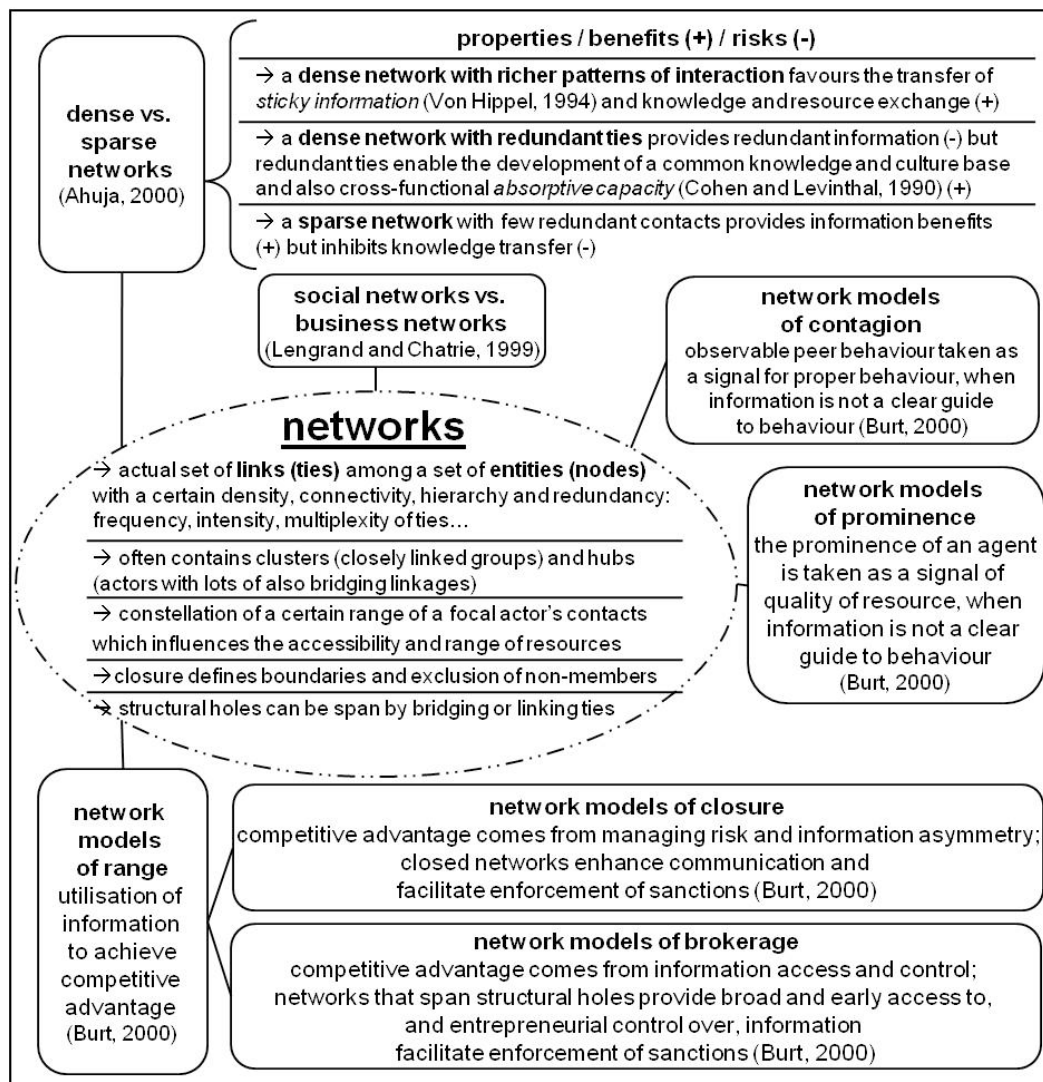 dense vs.
sparse
networks
(Ahuja, 2000)
properties / benefits (+) / risks (-)
→ a dense network with richer patterns of interaction favours the transfer of
sticky information (Von Hippel, 1994) and knowledge and resource exchange (+)
→ a dense network with redundant ties provides redundant information (-) but
redundant ties enable the development of a common knowledge and culture base
and also cross-functional absorptive capacity (Cohen and Levinthal, 1990) (+)
→ a sparse network with few redundant contacts provides information benefits
(+) but inhibits knowledge transfer (-)
social networks vs.
business networks
(Lengrand and Chatrie, 1999)
network models
of contagion
observable peer behaviour taken as
a signal for proper behaviour, when
information is not a clear guide
to behaviour (Burt, 2000)
networks
→ actual set of links (ties) among a set of entities (nodes)
with a certain density, connectivity, hierarchy and redundancy:
frequency, intensity, multiplexity of ties...
→ often contains clusters (closely linked groups) and hubs
(actors with lots of also bridging linkages)
→ constellation of a certain range of a focal actor's contacts
which influences the accessibility and range of resources
→ closure defines boundaries and exclusion of non-members
→ structural holes can be span by bridging or linking ties
network models
of prominence
the prominence of an agent
is taken as a signal of
quality of resource, when
information is not a clear
guide to behaviour
(Burt, 2000)
network
models
of range
utilisation of
information
to achieve
competitive
advantage
(Burt, 2000)
network models of closure
competitive advantage comes from managing risk and information asymmetry;
closed networks enhance communication and
facilitate enforcement of sanctions (Burt, 2000)
network models of brokerage
competitive advantage comes from information access and control;
networks that span structural holes provide broad and early access to,
and entrepreneurial control over, information
facilitate enforcement of sanctions (Burt, 2000)